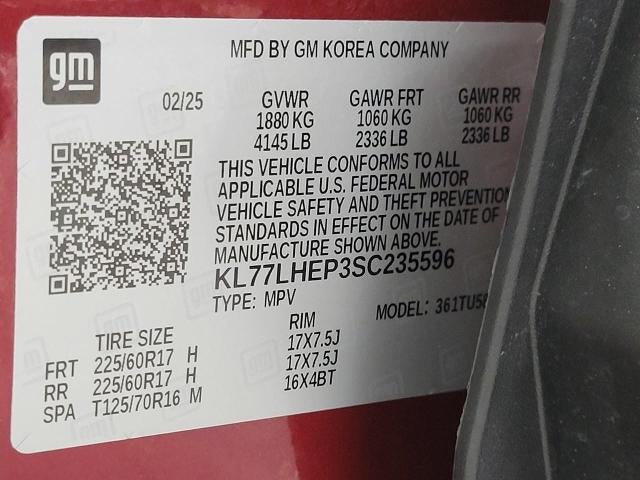 gm
MFD BY GM KOREA COMPANY
02/25 GVWR GAWR FRT GAWR RR
1880 KG 1060 KG 1060 KG
4145 LB 2336 LB 2336 LB
THIS VEHICLE CONFORMS TO ALL
APPLICABLE U.S. FEDERAL MOTOR
VEHICLE SAFETY AND THEFT PREVENTION
STANDARDS IN EFFECT ON THE DATE OF
MANUFACTURE SHOWN ABOVE.
KL77LHEP3SC235596
TYPE: MPV MODEL:
TIRE SIZE RIM
FRT 225/60R17 H 17X7.5J
RR 225/60R17 H 17X7.5J
SPA T125/70R16 M 16X4BT